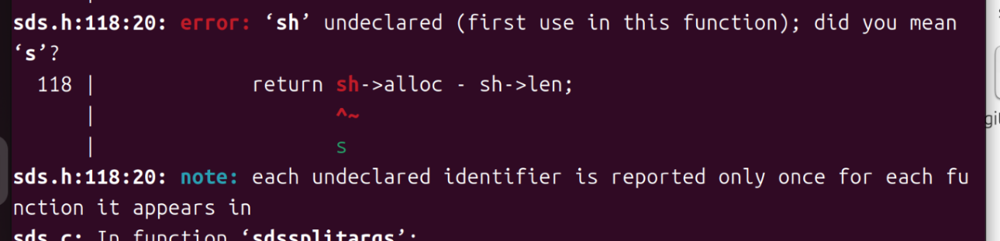 sds.h:118:20: error: ‘sh’ undeclared (first use in this function); did you mean
‘s’?
  118 |             return sh->alloc - sh->len;
      |                    ^~
      |                    s
sds.h:118:20: note: each undeclared identifier is reported only once for each fu
nction it appears in
sds.c: In function ‘sdssplitargs’:
gi